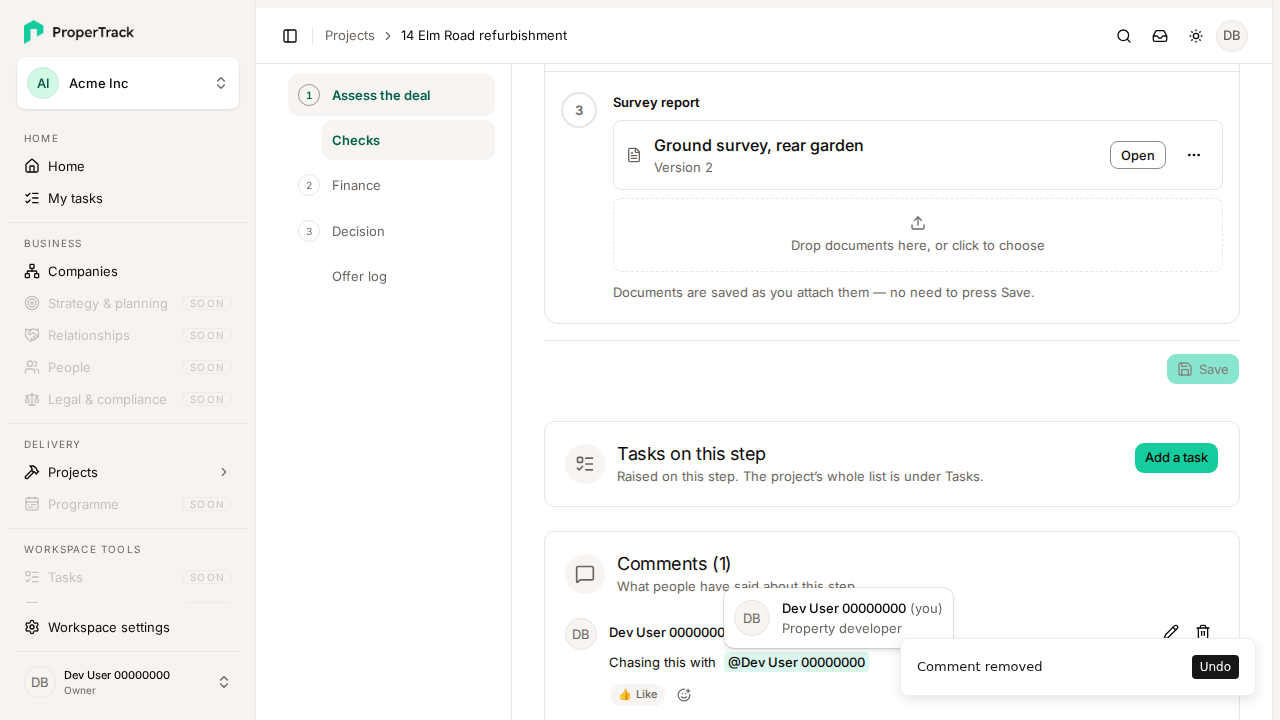 ProperTrack
AI
Acme Inc
HOME
Home
My tasks
BUSINESS
Companies
Strategy & planning SOON
Relationships SOON
People SOON
Legal & compliance SOON
DELIVERY
Projects
Programme SOON
WORKSPACE TOOLS
Tasks SOON
Workspace settings
DB
Dev User 00000000
Owner
Projects > 14 Elm Road refurbishment
DB
1 Assess the deal
Checks
2 Finance
3 Decision
Offer log
3
Survey report
Ground survey, rear garden
Version 2
Open
Drop documents here, or click to choose
Documents are saved as you attach them — no need to press Save.
Save
Tasks on this step
Raised on this step. The project’s whole list is under Tasks.
Add a task
Comments (1)
What people have said about this step
DB
Dev User 00000000 (you)
Property developer
DB
Dev User 0000000
Chasing this with @Dev User 00000000
👍 Like
Comment removed
Undo